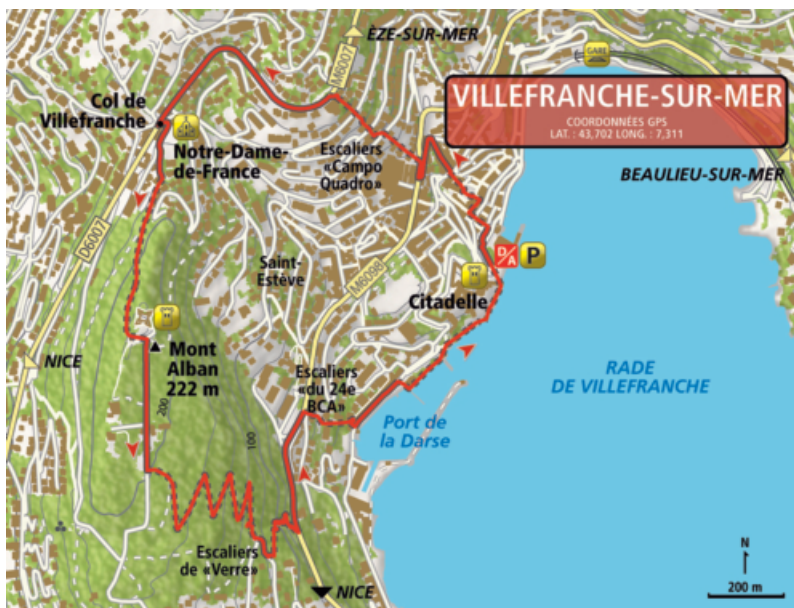 ÈZE-SUR-MER
M6007
GARE
VILLEFRANCHE-SUR-MER
COORDONNÉES GPS
LAT. : 43,702 LONG. : 7,311
Col de
Villefranche
Notre-Dame-
de-France
Escaliers
«Campo
Quadro»
BEAULIEU-SUR-MER
D6007
Saint-
Estève
M6098
D/A
P
Citadelle
NICE
Mont
Alban
222 m
200
100
Escaliers
«du 24e
BCA»
Port de
la Darse
RADE
DE VILLEFRANCHE
Escaliers
de «Verre»
NICE
N
200 m